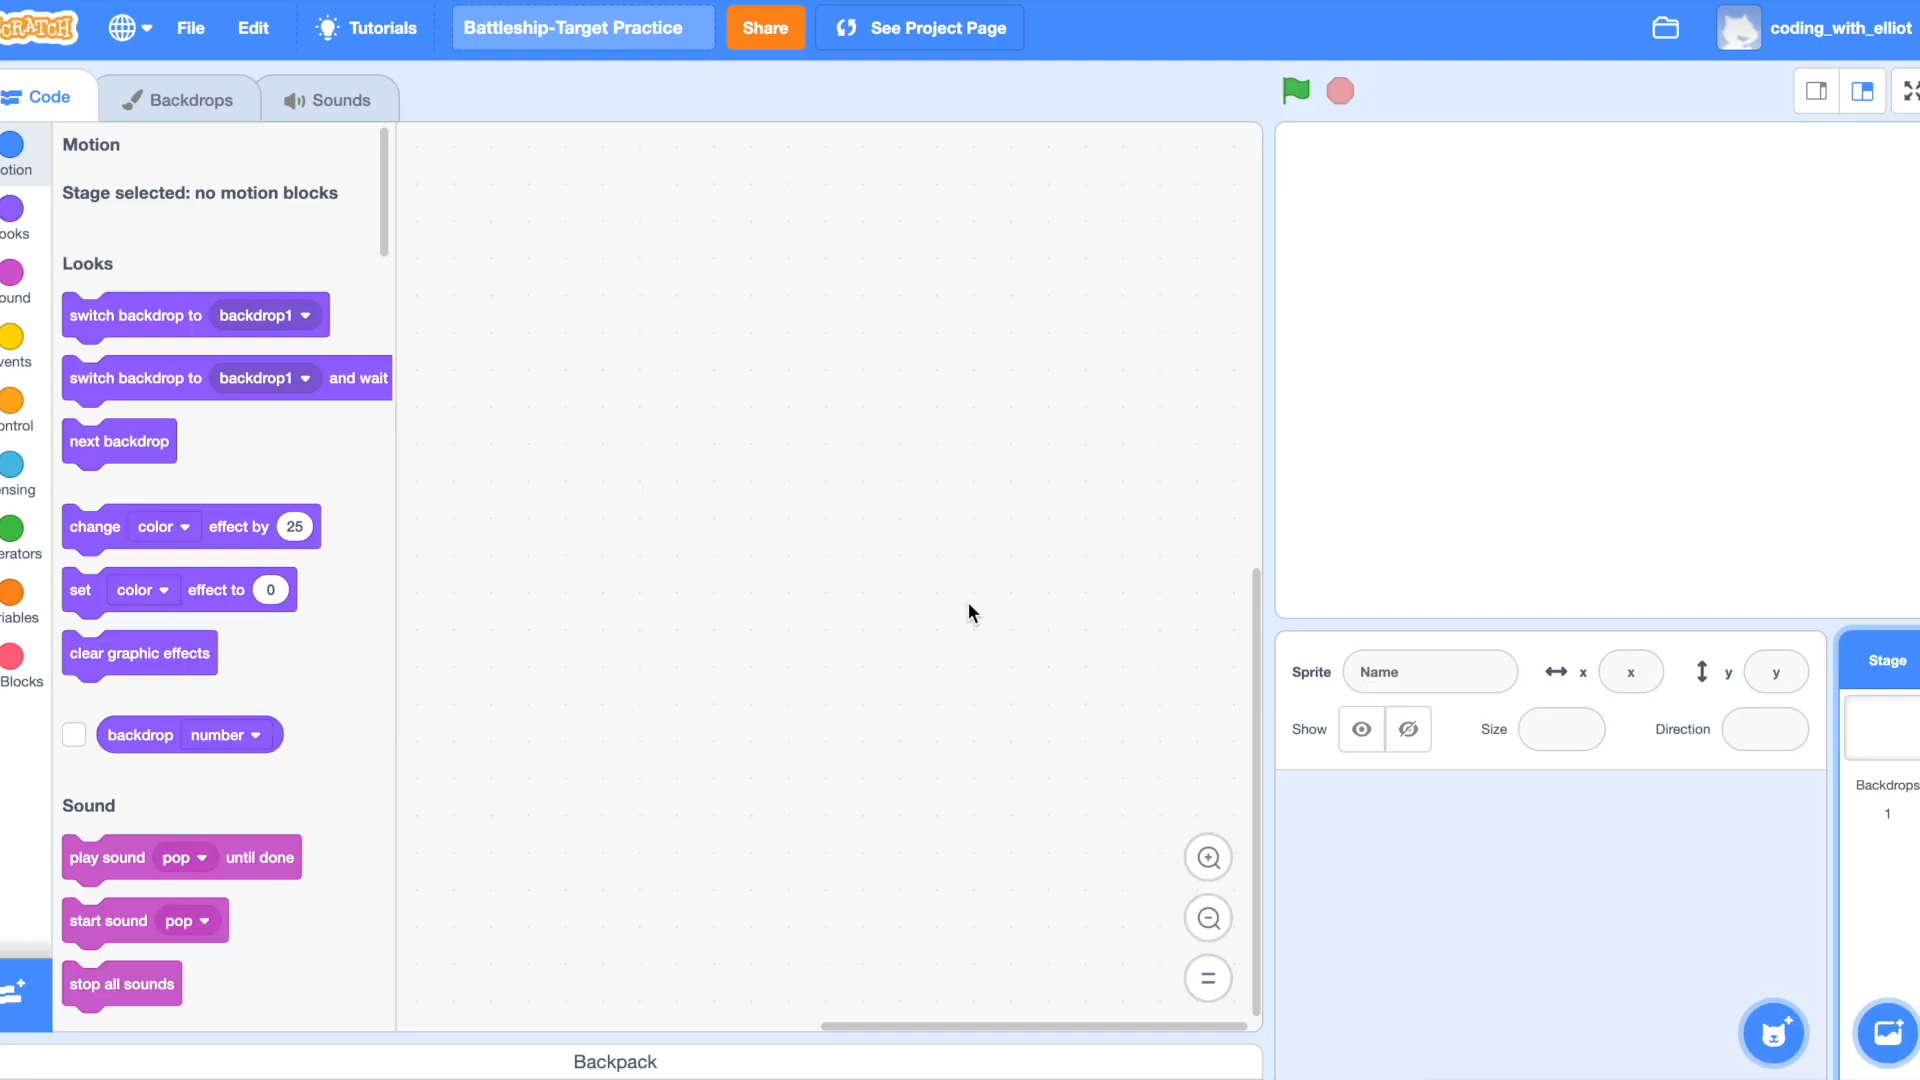 SCRATCH
File
Edit
Tutorials
Battleship-Target Practice
Share
See Project Page
coding_with_elliot
Code
Backdrops
Sounds
otion
ooks
ound
vents
ontrol
ensing
erators
riables
Blocks
Motion
Stage selected: no motion blocks
Looks
switch backdrop to backdrop1
switch backdrop to backdrop1 and wait
next backdrop
change color effect by 25
set color effect to 0
clear graphic effects
backdrop number
Sound
play sound pop until done
start sound pop
stop all sounds
Backpack
Sprite Name x x y y
Show Size Direction
Stage
Backdrops
1